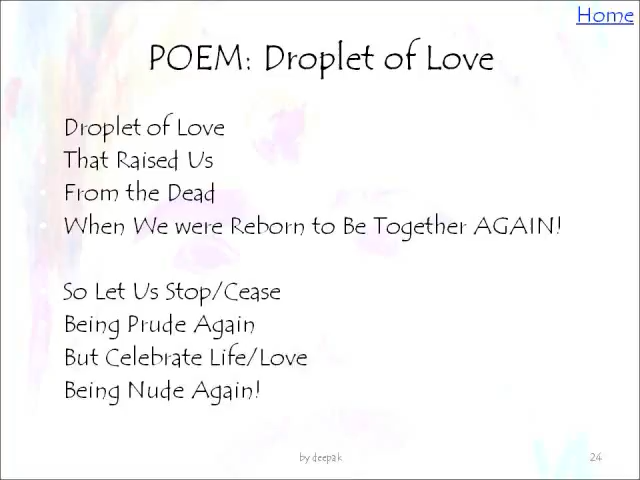 Home
POEM: Droplet of Love
Droplet of Love
That Raised Us
From the Dead
When We were Reborn to Be Together AGAIN!
So Let Us Stop/Cease
Being Prude Again
But Celebrate Life/Love
Being Nude Again!
by deepak
24